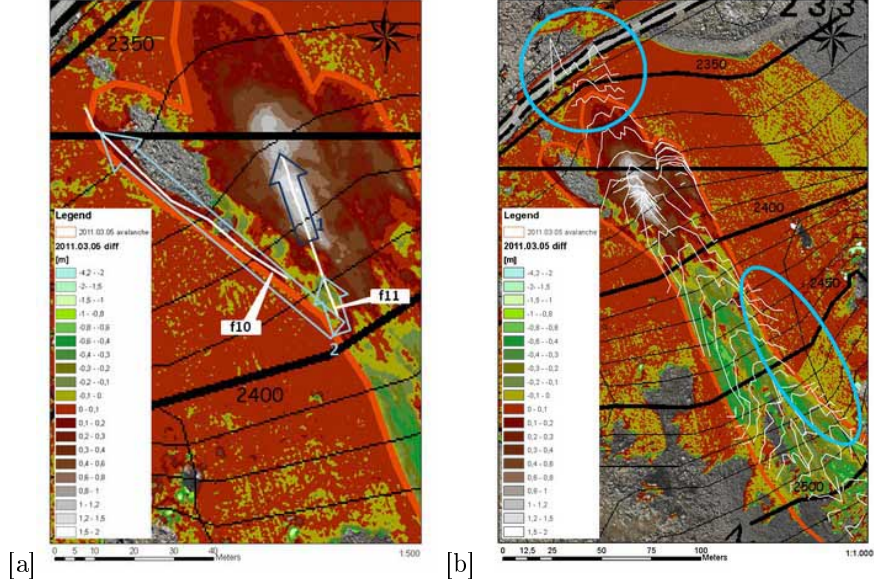 2350
2400
f10
f11
2
Legend
2011.03.05 avalanche
2011.03.05 diff
[m]
-4,2 - -2
-2 - -1,5
-1,5 - -1
-1 - -0,8
-0,8 - -0,6
-0,6 - -0,4
-0,4 - -0,3
-0,3 - -0,2
-0,2 - -0,1
-0,1 - 0
0 - 0,1
0,1 - 0,2
0,2 - 0,3
0,3 - 0,4
0,4 - 0,6
0,6 - 0,8
0,8 - 1
1 - 1,2
1,2 - 1,5
1,5 - 2
0 5 10 20 30 40
Meters
1:500
[a]
2 3,3
2350
2400
2450
2500
Legend
2011.03.05 avalanche
2011.03.05 diff
[m]
-4,2 - -2
-2 - -1,5
-1,5 - -1
-1 - -0,8
-0,8 - -0,6
-0,6 - -0,4
-0,4 - -0,3
-0,3 - -0,2
-0,2 - -0,1
-0,1 - 0
0 - 0,1
0,1 - 0,2
0,2 - 0,3
0,3 - 0,4
0,4 - 0,6
0,6 - 0,8
0,8 - 1
1 - 1,2
1,2 - 1,5
1,5 - 2
0 12,5 25 50 75 100
Meters
1:1.000
[b]